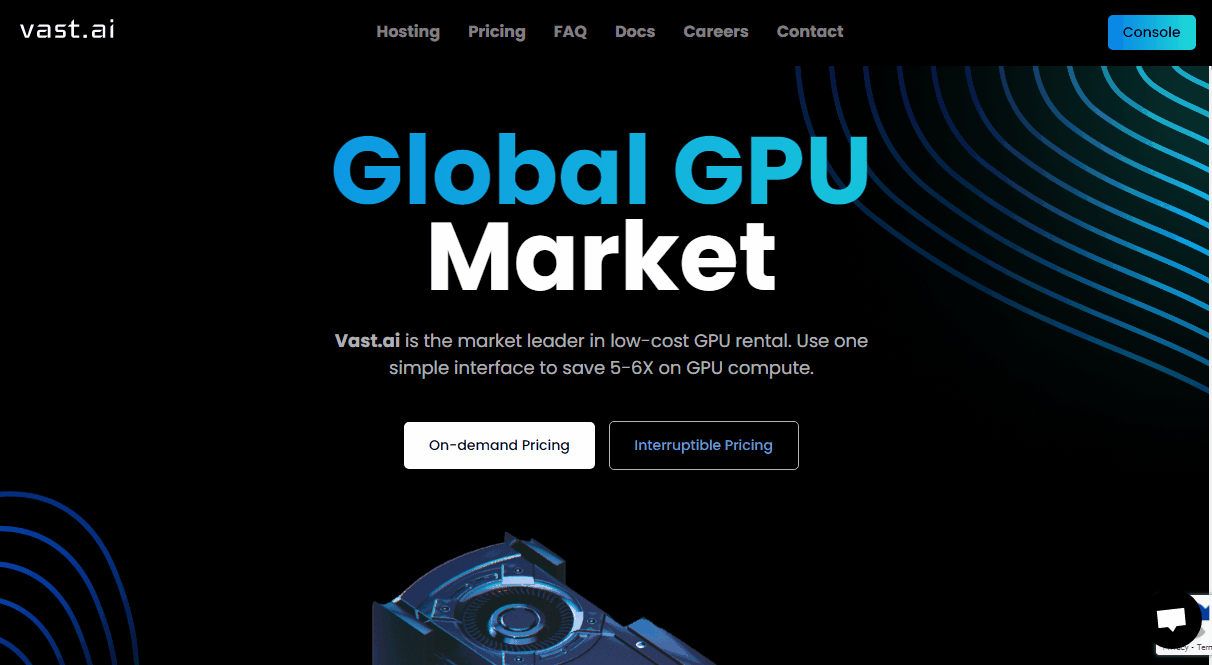 vast.ai
Hosting Pricing FAQ Docs Careers Contact
Console
Global GPU
Market
Vast.ai is the market leader in low-cost GPU rental. Use one
simple interface to save 5-6X on GPU compute.
On-demand Pricing
Interruptible Pricing